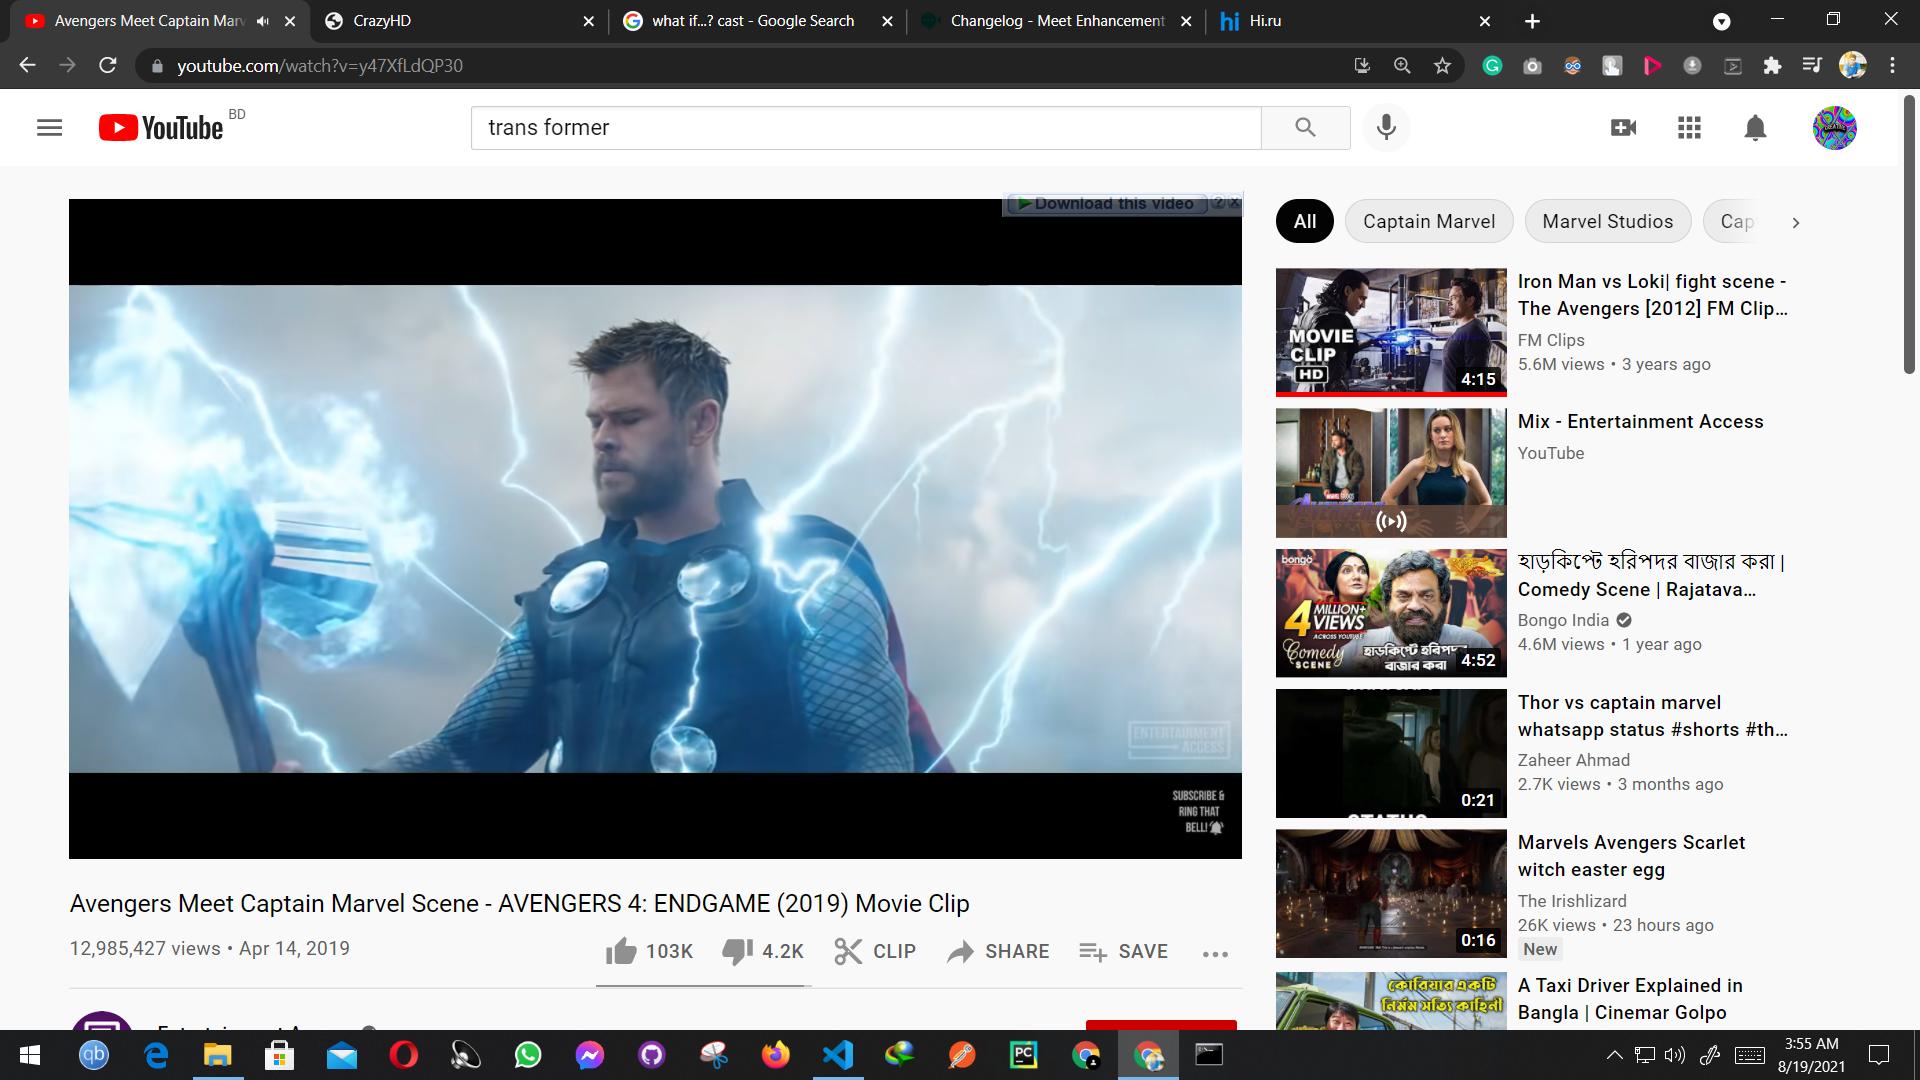 Avengers Meet Captain Marv
CrazyHD
what if...? cast - Google Search
Changelog - Meet Enhancement
hi Hi.ru
youtube.com/watch?v=y47XfLdQP30
YouTube BD
trans former
Download this video
All
Captain Marvel
Marvel Studios
Cap
ENTERTAINMENT
ACCESS
SUBSCRIBE &
RING THAT
BELL!
Avengers Meet Captain Marvel Scene - AVENGERS 4: ENDGAME (2019) Movie Clip
12,985,427 views • Apr 14, 2019
103K
4.2K
CLIP
SHARE
SAVE
MOVIE
CLIP
HD
4:15
Iron Man vs Loki| fight scene -
The Avengers [2012] FM Clip...
FM Clips
5.6M views • 3 years ago
Mix - Entertainment Access
YouTube
bongo
4 MILLION+
VIEWS
ACROSS YOUTUBE
Comedy
SCENE
হাড়কিপ্টে হরিপদর
বাজার করা
4:52
হাড়কিপ্টে হরিপদর বাজার করা |
Comedy Scene | Rajatava...
Bongo India
4.6M views • 1 year ago
STATUS
0:21
Thor vs captain marvel
whatsapp status #shorts #th...
Zaheer Ahmad
2.7K views • 3 months ago
0:16
Marvels Avengers Scarlet
witch easter egg
The Irishlizard
26K views • 23 hours ago
New
কোরিয়ার একটি
নির্মম সত্যি কাহিনী
A Taxi Driver Explained in
Bangla | Cinemar Golpo
qb
PC
3:55 AM
8/19/2021